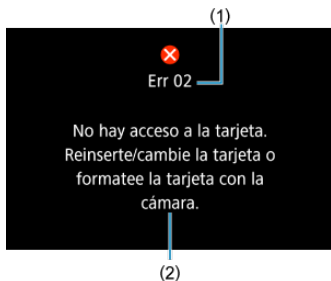 (1)
Err 02
No hay acceso a la tarjeta.
Reinserte/cambie la tarjeta o
formatee la tarjeta con la
cámara.
(2)